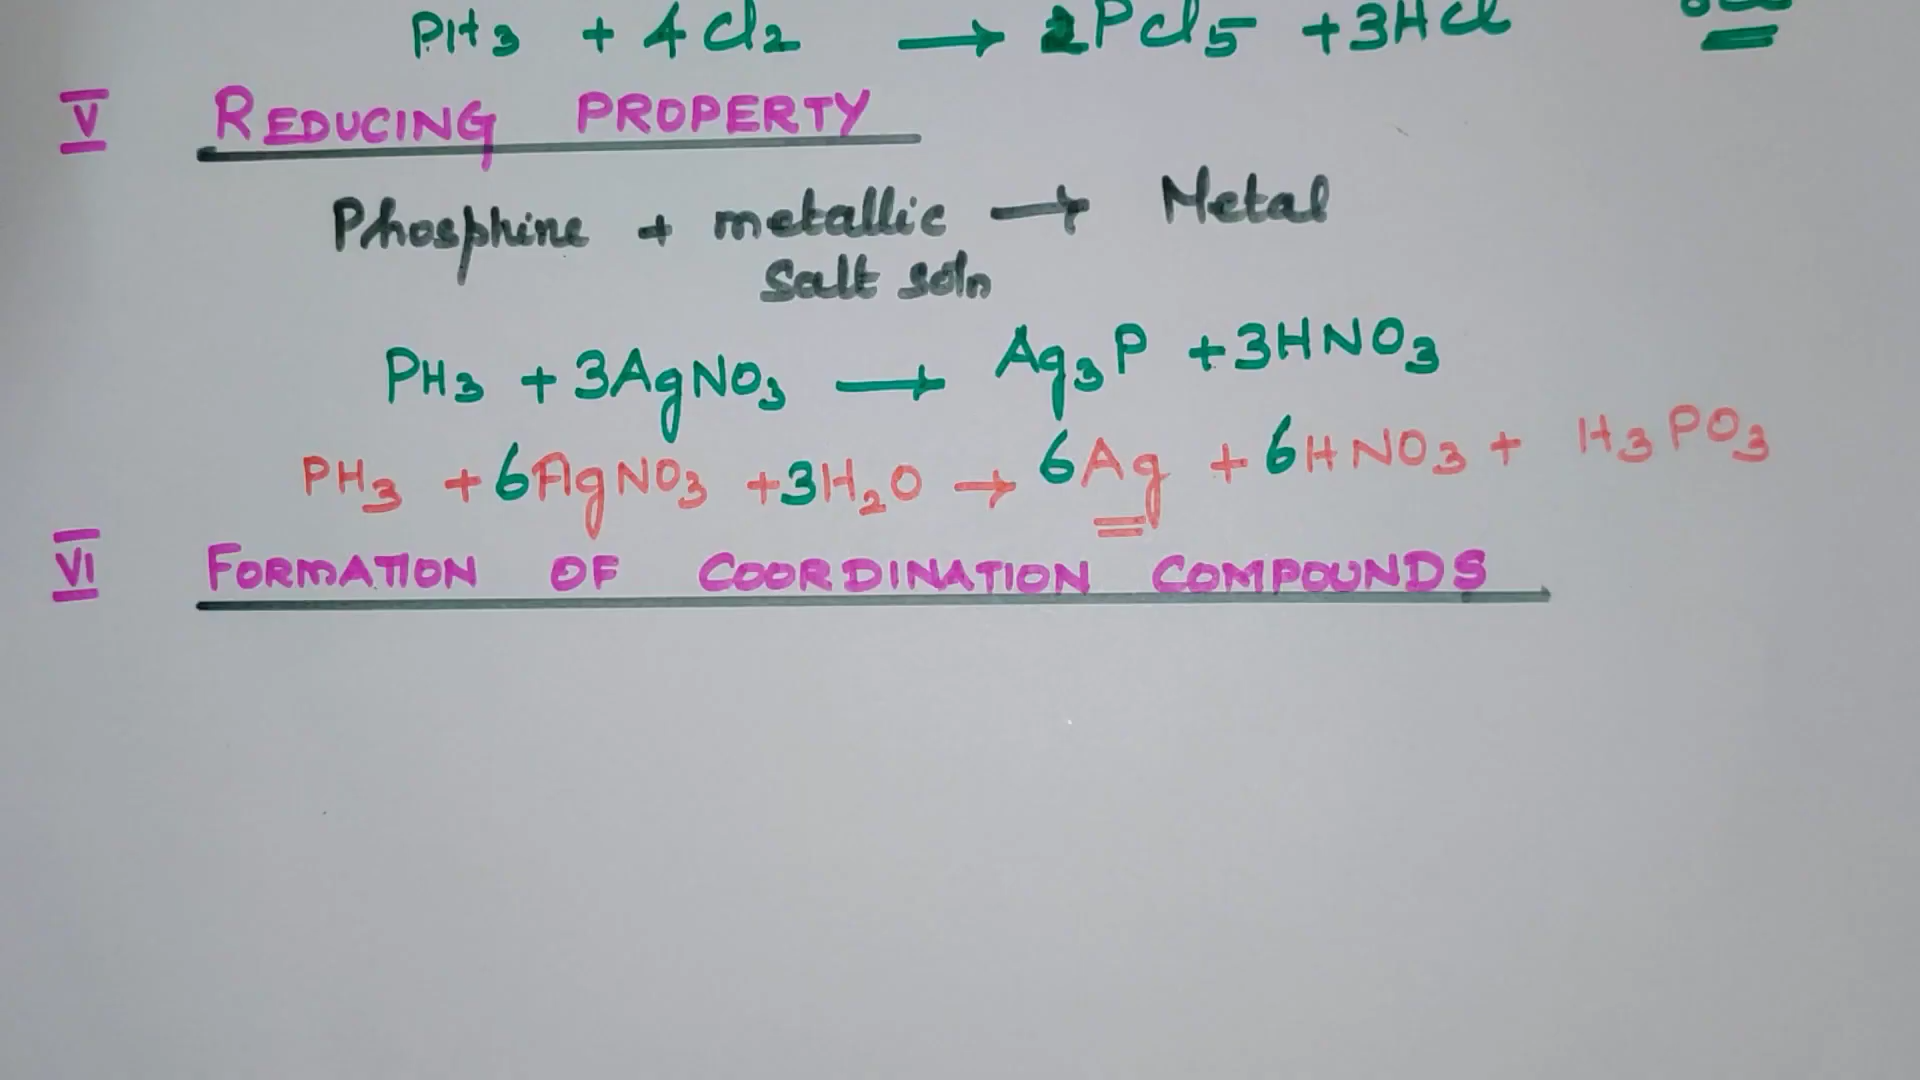 PH3 + 4Cl2 → 2PCl5 + 3HCl
V REDUCING PROPERTY
Phosphine + metallic → Metal
Salt soln
PH3 + 3AgNO3 → Ag3P + 3HNO3
PH3 + 6AgNO3 + 3H2O → 6Ag + 6HNO3 + H3PO3
VI FORMATION OF COORDINATION COMPOUNDS